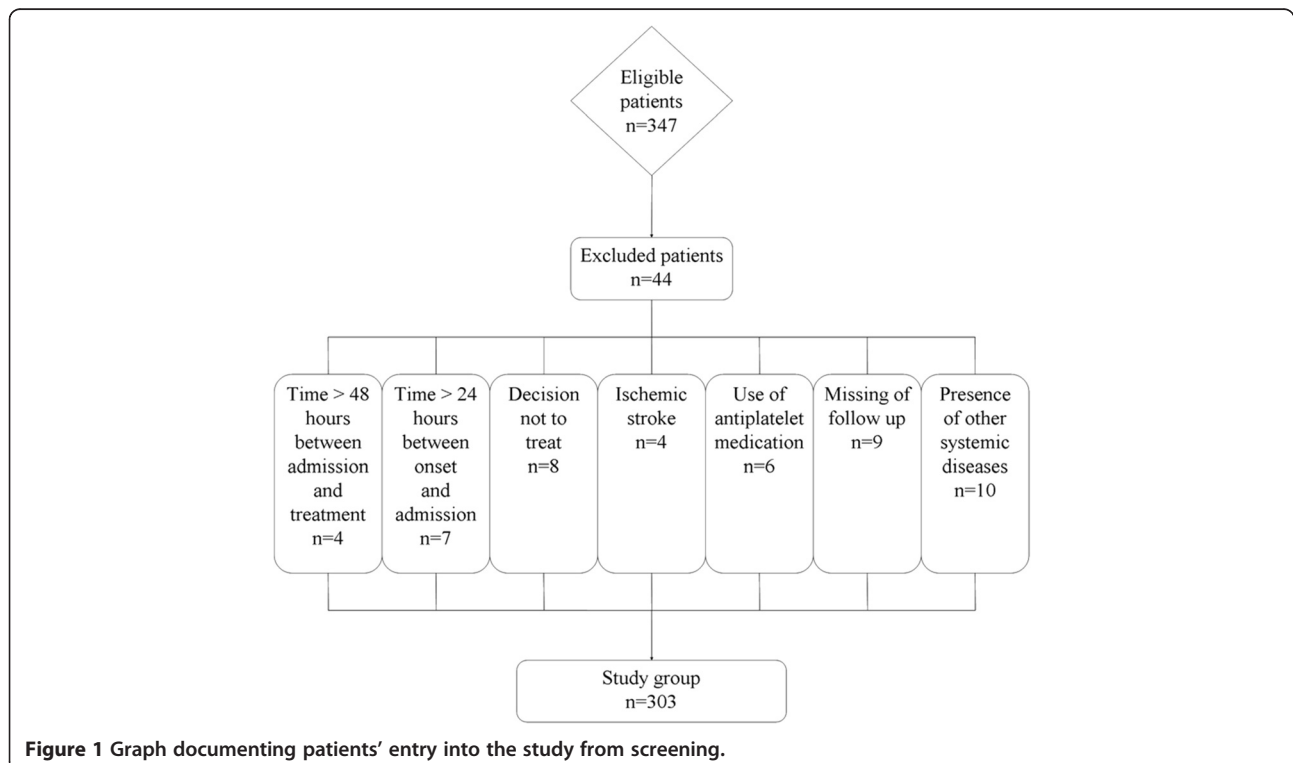 Eligible
patients
n=347
Excluded patients
n=44
Time > 48
hours
between
admission
and
treatment
n=4
Time > 24
hours
between
onset
and
admission
n=7
Decision
not to
treat
n=8
Ischemic
stroke
n=4
Use of
antiplatelet
medication
n=6
Missing of
follow up
n=9
Presence
of other
systemic
diseases
n=10
Study group
n=303
Figure 1 Graph documenting patients’ entry into the study from screening.